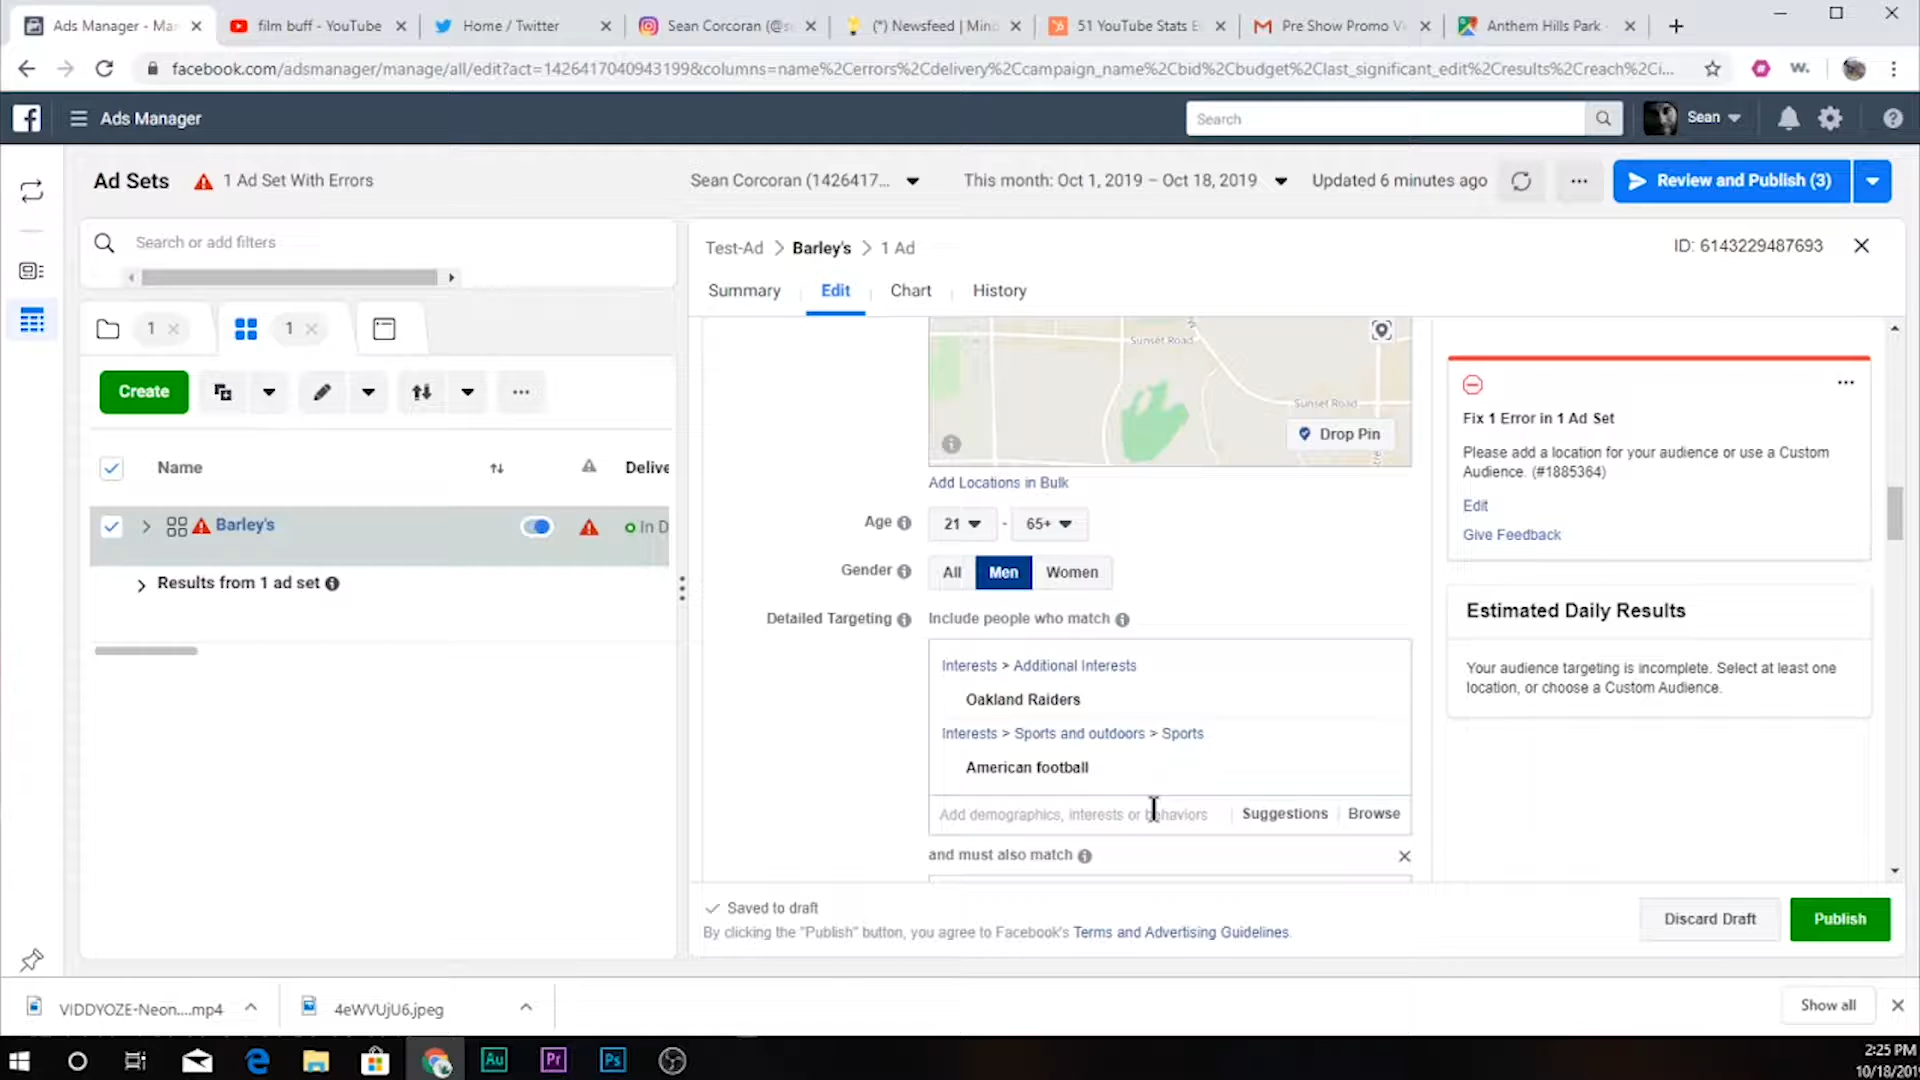 Ads Manager - Mar
film buff - YouTube
Home / Twitter
Sean Corcoran (@s
(*) Newsfeed | Min
51 YouTube Stats E
Pre Show Promo V
Anthem Hills Park
facebook.com/adsmanager/manage/all/edit?act=1426417040943199&columns=name%2Cerrors%2Cdelivery%2Ccampaign_name%2Cbid%2Cbudget%2Clast_significant_edit%2Cresults%2Creach%2Ci...
Ads Manager
Search
Sean
Ad Sets
1 Ad Set With Errors
Sean Corcoran (1426417...
This month: Oct 1, 2019 – Oct 18, 2019
Updated 6 minutes ago
Review and Publish (3)
Search or add filters
Test-Ad > Barley's > 1 Ad
ID: 6143229487693
Summary
Edit
Chart
History
1
1
Create
Name
Delive
Barley's
In D
Results from 1 ad set
Sunset Road
Sunset Road
Drop Pin
Add Locations in Bulk
Age
21
-
65+
Gender
All
Men
Women
Detailed Targeting
Include people who match
Interests > Additional Interests
Oakland Raiders
Interests > Sports and outdoors > Sports
American football
Add demographics, interests or behaviors
Suggestions
Browse
and must also match
Fix 1 Error in 1 Ad Set
Please add a location for your audience or use a Custom
Audience. (#1885364)
Edit
Give Feedback
Estimated Daily Results
Your audience targeting is incomplete. Select at least one
location, or choose a Custom Audience.
Saved to draft
By clicking the "Publish" button, you agree to Facebook's Terms and Advertising Guidelines.
Discard Draft
Publish
VIDDYOZE-Neon....mp4
4eWVUjU6.jpeg
Show all
Au
Pr
Ps
2:25 PM
10/18/201